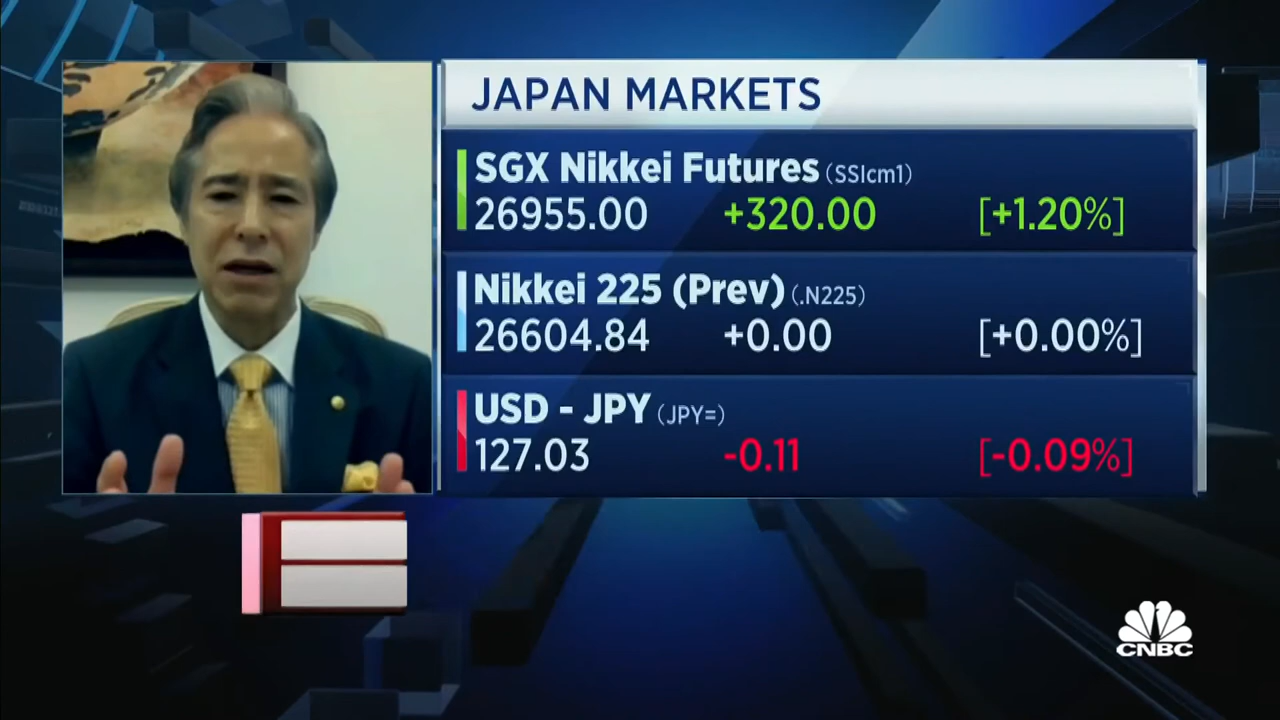 JAPAN MARKETS
SGX Nikkei Futures (SSIcm1)
26955.00 +320.00 [+1.20%]
Nikkei 225 (Prev) (.N225)
26604.84 +0.00 [+0.00%]
USD - JPY (JPY=)
127.03 -0.11 [-0.09%]
CNBC